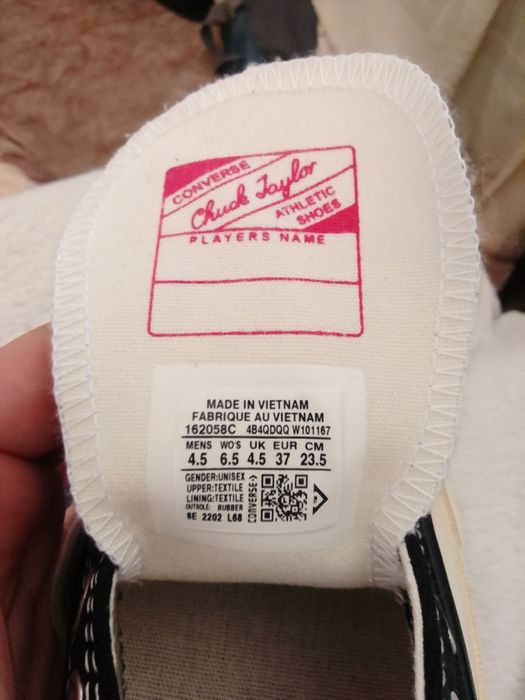 CONVERSE
Chuck Taylor
ATHLETIC
SHOES
PLAYERS NAME
MADE IN VIETNAM
FABRIQUE AU VIETNAM
162058C 4B4QDQQ W101167
MENS WO'S UK EUR CM
4.5 6.5 4.5 37 23.5
GENDER:UNISEX
UPPER:TEXTILE
LINING:TEXTILE
OUTSOLE: RUBBER
SE 2202 L68
CONVERSE